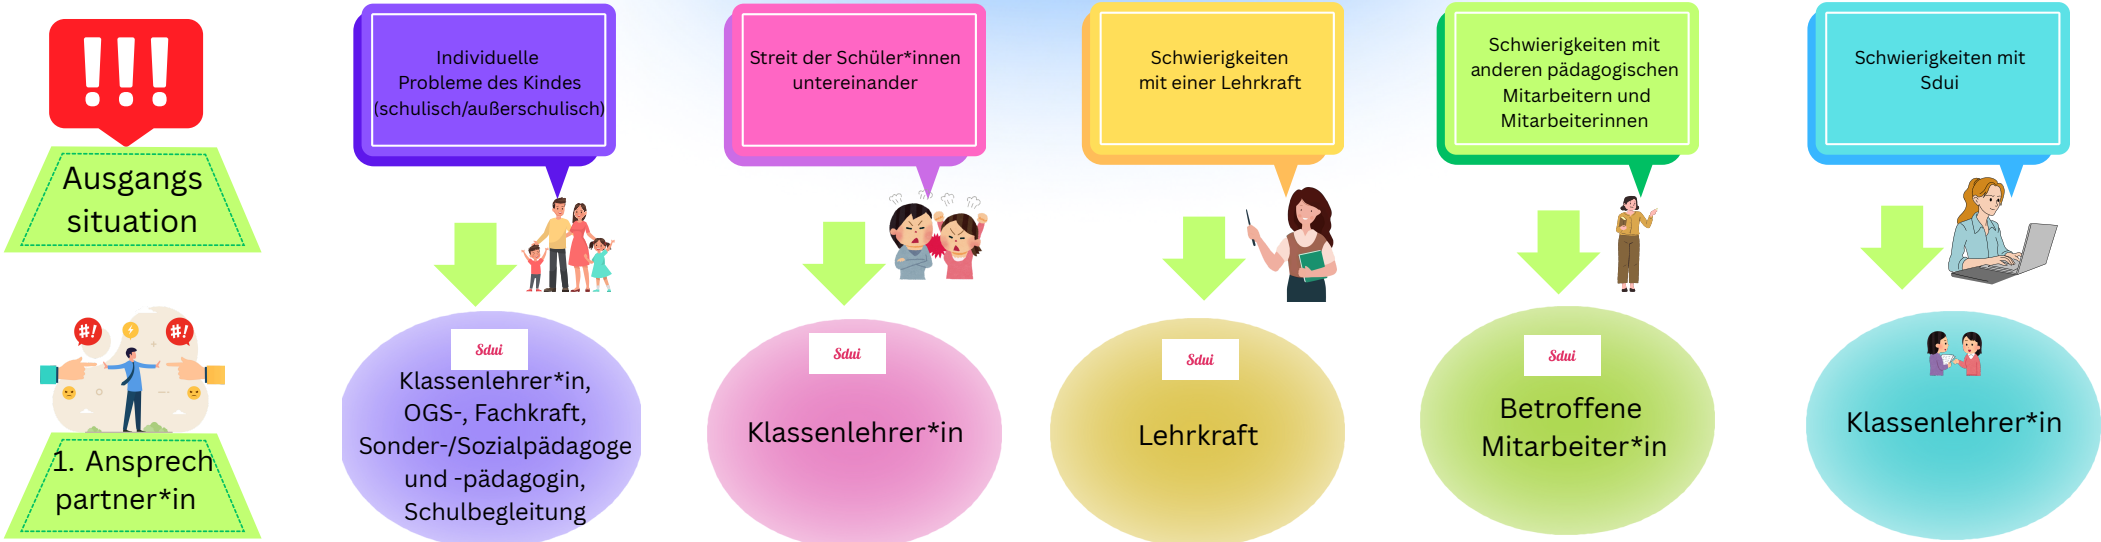 !!!
Ausgangs
situation
Individuelle
Probleme des Kindes
(schulisch/außerschulisch)
Streit der Schüler*innen
untereinander
Schwierigkeiten
mit einer Lehrkraft
Schwierigkeiten mit
anderen pädagogischen
Mitarbeitern und
Mitarbeiterinnen
Schwierigkeiten mit
Sdui
#!
#!
1. Ansprech
partner*in
Sdui
Klassenlehrer*in,
OGS-, Fachkraft,
Sonder-/Sozialpädagoge
und -pädagogin,
Schulbegleitung
Sdui
Klassenlehrer*in
Sdui
Lehrkraft
Sdui
Betroffene
Mitarbeiter*in
Klassenlehrer*in